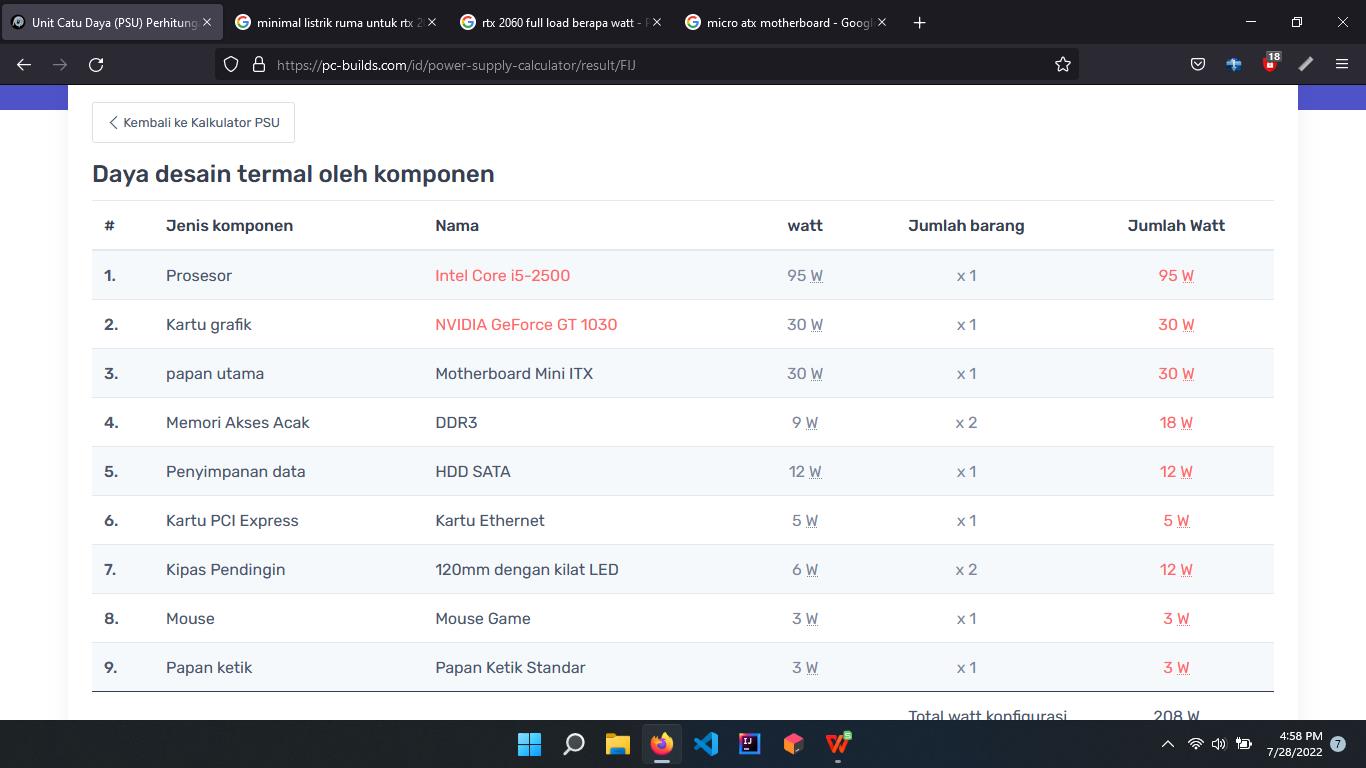 Unit Catu Daya (PSU) Perhitung
minimal listrik ruma untuk rtx 2
rtx 2060 full load berapa watt - P
micro atx motherboard - Googl
https://pc-builds.com/id/power-supply-calculator/result/FIJ
18
Kembali ke Kalkulator PSU
Daya desain termal oleh komponen
# Jenis komponen Nama watt Jumlah barang Jumlah Watt
1. Prosesor Intel Core i5-2500 95 W x 1 95 W
2. Kartu grafik NVIDIA GeForce GT 1030 30 W x 1 30 W
3. papan utama Motherboard Mini ITX 30 W x 1 30 W
4. Memori Akses Acak DDR3 9 W x 2 18 W
5. Penyimpanan data HDD SATA 12 W x 1 12 W
6. Kartu PCI Express Kartu Ethernet 5 W x 1 5 W
7. Kipas Pendingin 120mm dengan kilat LED 6 W x 2 12 W
8. Mouse Mouse Game 3 W x 1 3 W
9. Papan ketik Papan Ketik Standar 3 W x 1 3 W
Total watt konfigurasi 208 W
4:58 PM
7/28/2022
7